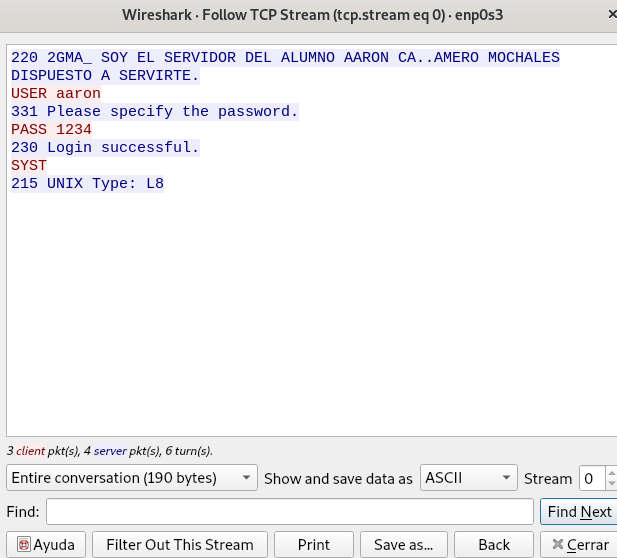 Wireshark · Follow TCP Stream (tcp.stream eq 0) · enp0s3
220 2GMA_ SOY EL SERVIDOR DEL ALUMNO AARON CA..AMERO MOCHALES
DISPUESTO A SERVIRTE.
USER aaron
331 Please specify the password.
PASS 1234
230 Login successful.
SYST
215 UNIX Type: L8
3 client pkt(s), 4 server pkt(s), 6 turn(s).
Entire conversation (190 bytes) Show and save data as ASCII Stream 0
Find: Find Next
Ayuda Filter Out This Stream Print Save as... Back Cerrar